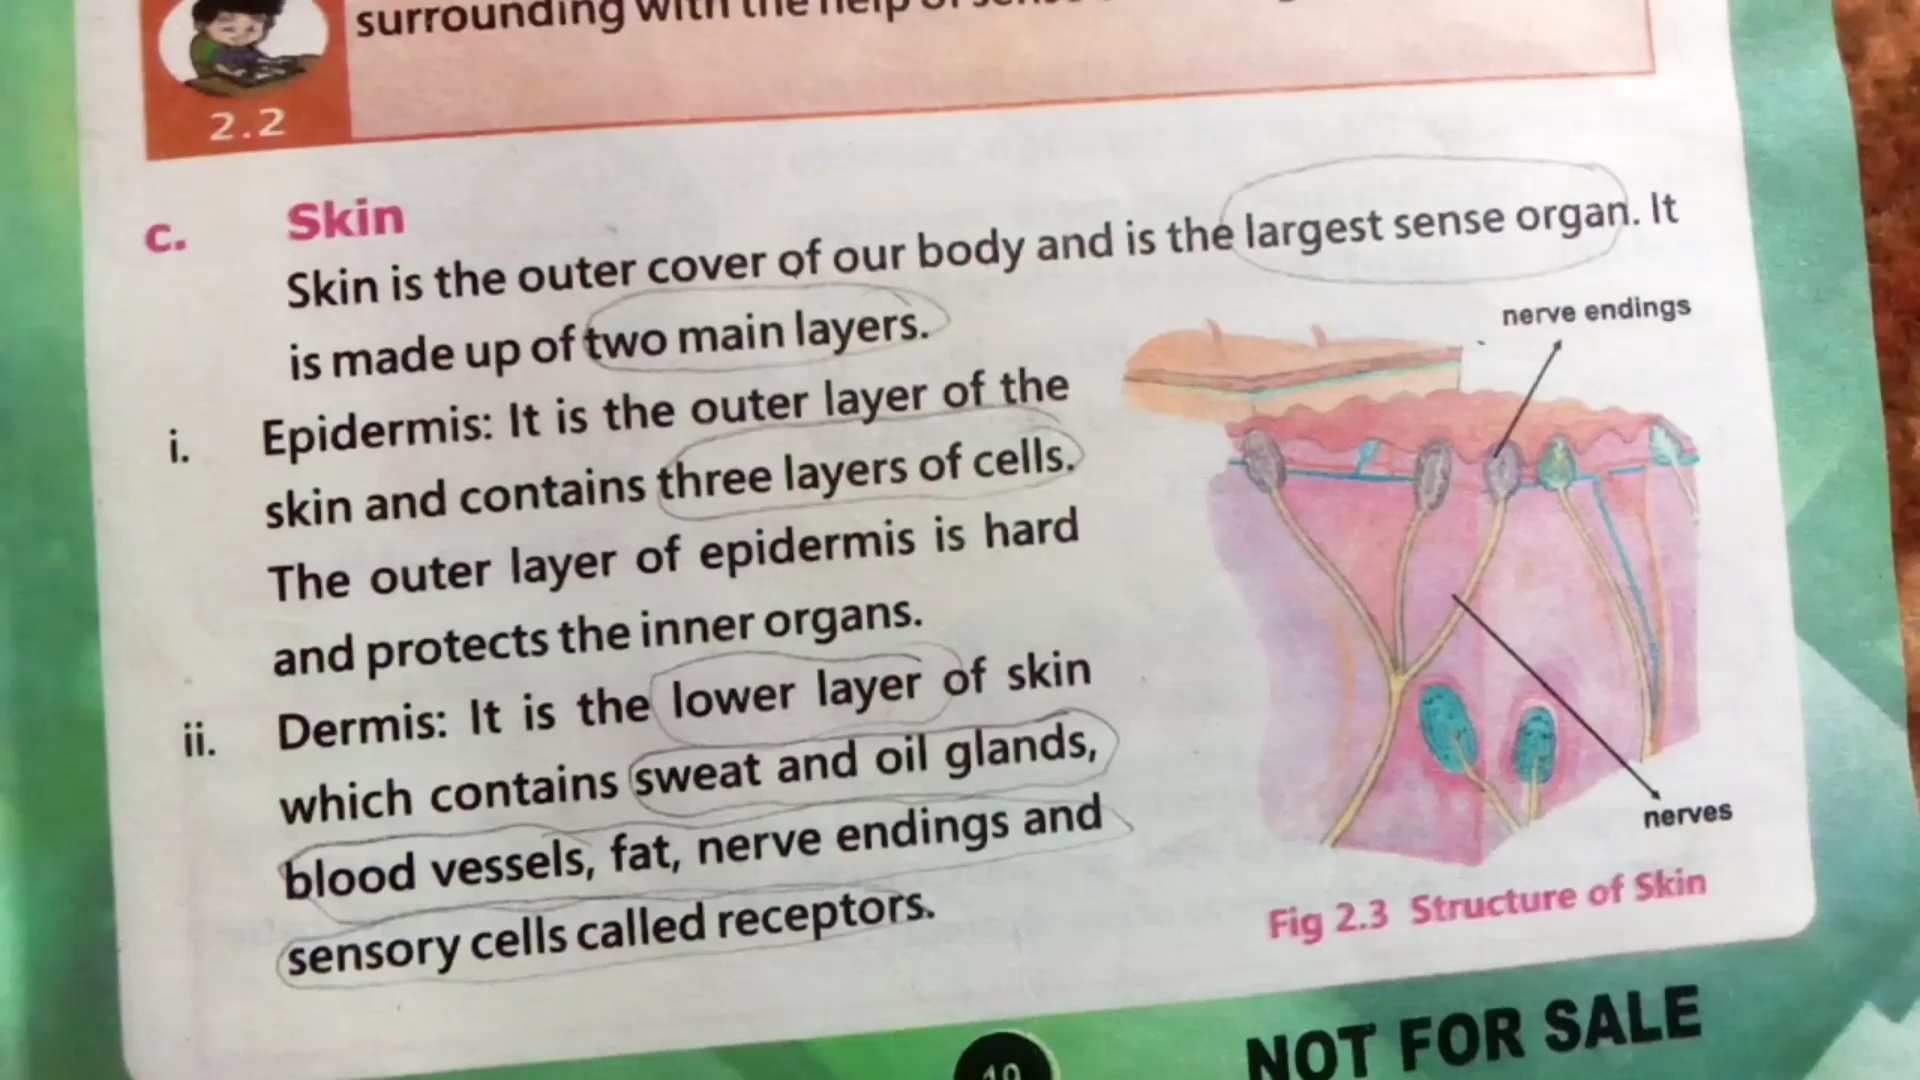 surrounding with the help of
2.2
c. Skin
Skin is the outer cover of our body and is the largest sense organ. It
is made up of two main layers.
i. Epidermis: It is the outer layer of the
skin and contains three layers of cells.
The outer layer of epidermis is hard
and protects the inner organs.
ii. Dermis: It is the lower layer of skin
which contains sweat and oil glands,
blood vessels, fat, nerve endings and
sensory cells called receptors.
nerve endings
nerves
Fig 2.3 Structure of Skin
NOT FOR SALE